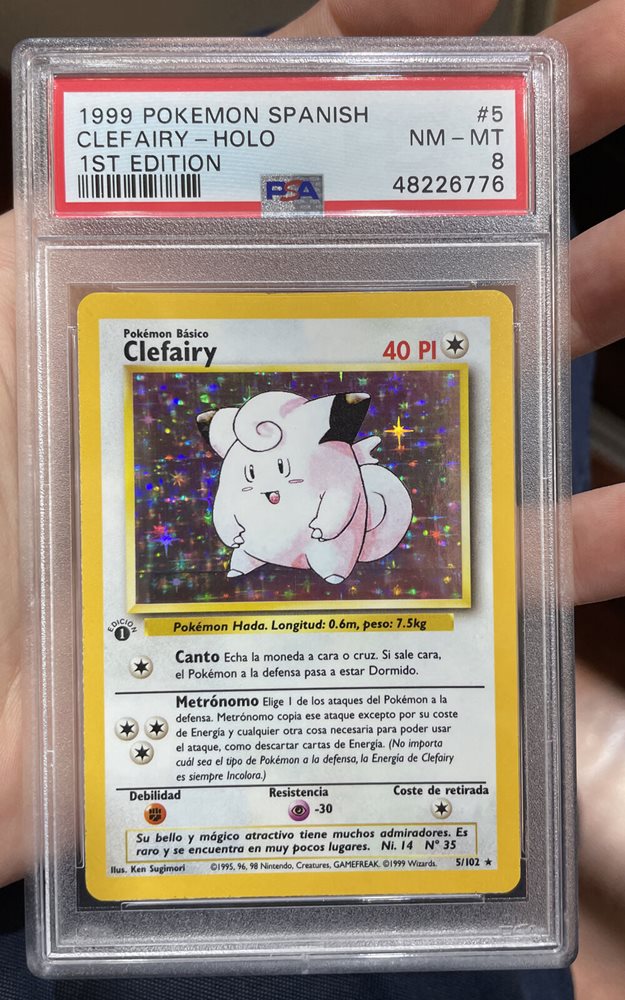 1999 POKEMON SPANISH #5
CLEFAIRY – HOLO NM – MT
1ST EDITION 8
PSA 48226776
Pokémon Básico
Clefairy 40 PI
EDICIÓN
1
Pokémon Hada. Longitud: 0.6m, peso: 7.5kg
Canto Echa la moneda a cara o cruz. Si sale cara,
el Pokémon a la defensa pasa a estar Dormido.
Metrónomo Elige 1 de los ataques del Pokémon a la
defensa. Metrónomo copia ese ataque excepto por su coste
de Energía y cualquier otra cosa necesaria para poder usar
el ataque, como descartar cartas de Energía. (No importa
cuál sea el tipo de Pokémon a la defensa, la Energía de Clefairy
es siempre Incolora.)
Debilidad Resistencia Coste de retirada
-30
Su bello y mágico atractivo tiene muchos admiradores. Es
raro y se encuentra en muy pocos lugares. Ni. 14 Nº 35
Ilus. Ken Sugimori ©1995, 96, 98 Nintendo, Creatures, GAMEFREAK. ©1999 Wizards. 5/102 ★